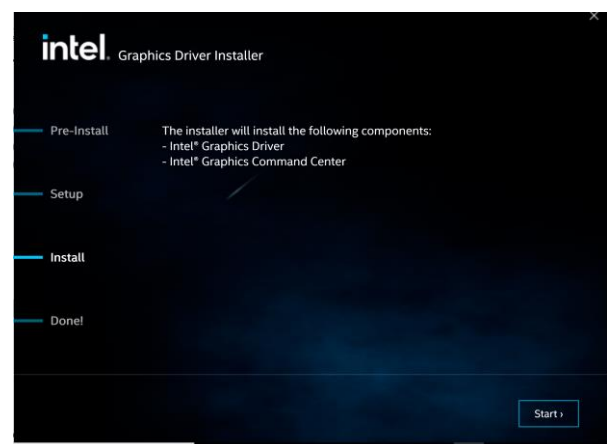 intel. Graphics Driver Installer
Pre-Install
The installer will install the following components:
- Intel® Graphics Driver
- Intel® Graphics Command Center
Setup
Install
Done!
Start ›